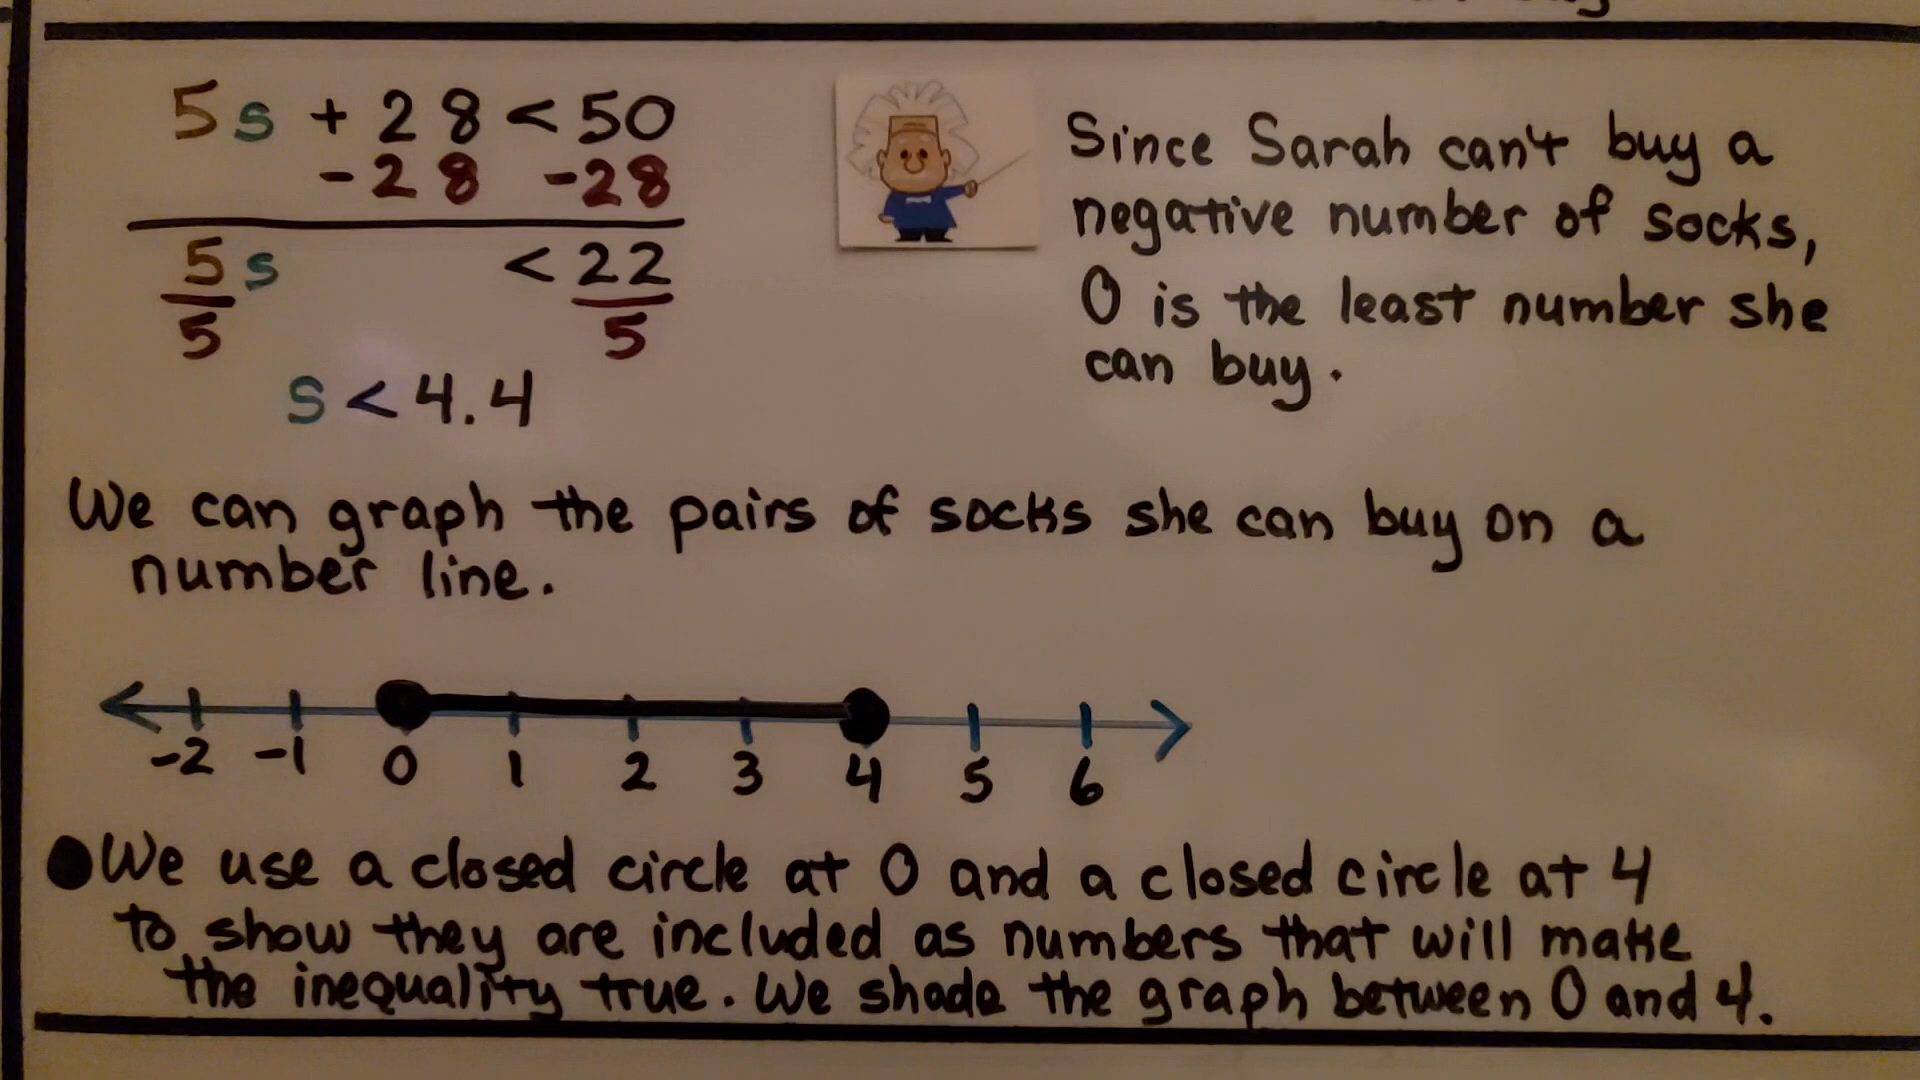 5s + 28 < 50
-28 -28
5s < 22
5 5
s < 4.4
Since Sarah can't buy a
negative number of socks,
0 is the least number she
can buy.
We can graph the pairs of socks she can buy on a
number line.
-2 -1 0 1 2 3 4 5 6
We use a closed circle at 0 and a closed circle at 4
to show they are included as numbers that will make
the inequality true. We shade the graph between 0 and 4.